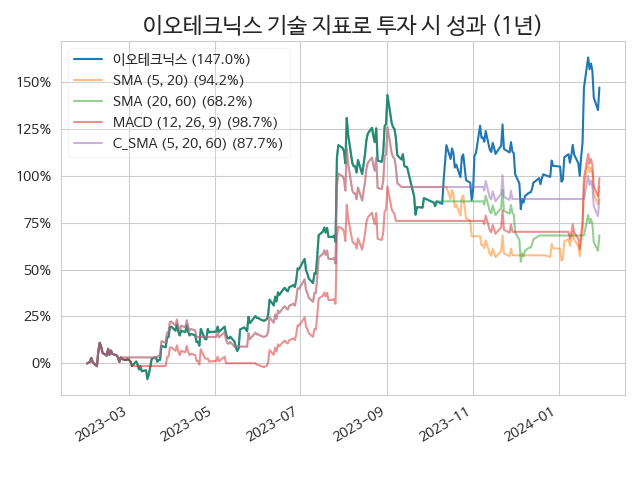 이오테크닉스 기술 지표로 투자 시 성과 (1년)
이오테크닉스 (147.0%)
SMA (5, 20) (94.2%)
SMA (20, 60) (68.2%)
MACD (12, 26, 9) (98.7%)
C_SMA (5, 20, 60) (87.7%)
150%
125%
100%
75%
50%
25%
0%
2023-03
2023-05
2023-07
2023-09
2023-11
2024-01